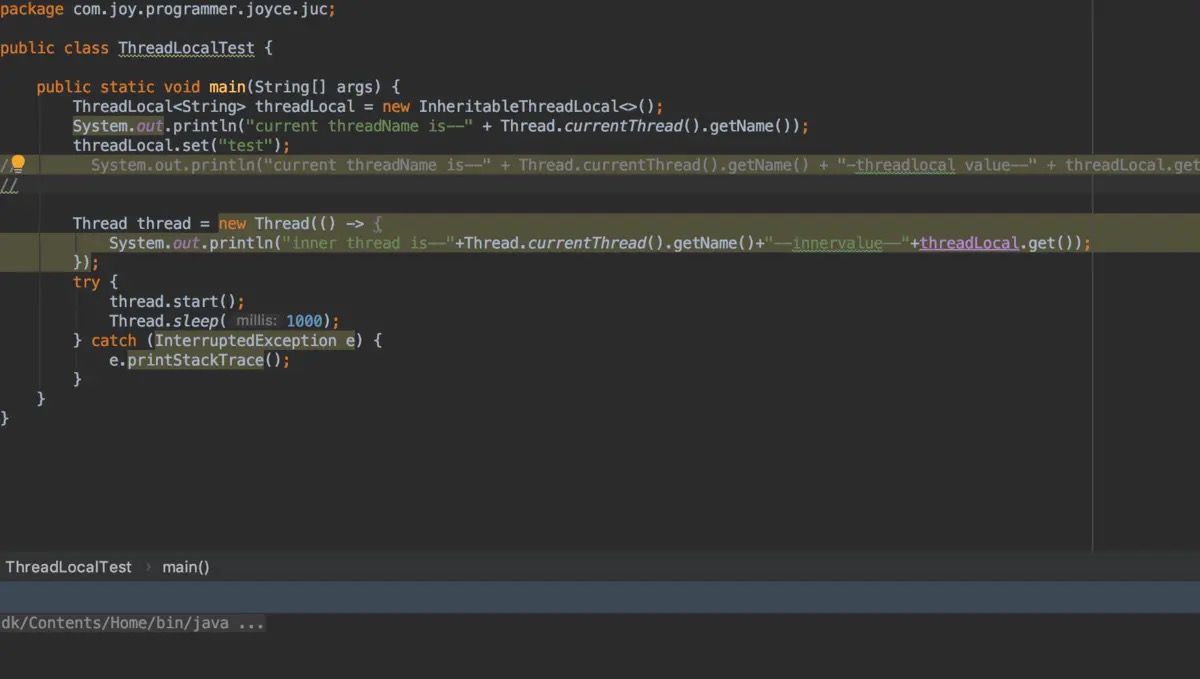 package com.joy.programmer.joyce.juc;
public class ThreadLocalTest {
public static void main(String[] args) {
ThreadLocal<String> threadLocal = new InheritableThreadLocal<>();
System.out.println("current threadName is--" + Thread.currentThread().getName());
threadLocal.set("test");
// System.out.println("current threadName is--" + Thread.currentThread().getName() + "-threadlocal value--" + threadLocal.get
//
Thread thread = new Thread(() -> {
System.out.println("inner thread is--"+Thread.currentThread().getName()+"--innervalue--"+threadLocal.get());
});
try {
thread.start();
Thread.sleep( millis: 1000);
} catch (InterruptedException e) {
e.printStackTrace();
}
}
}
ThreadLocalTest › main()
dk/Contents/Home/bin/java ...